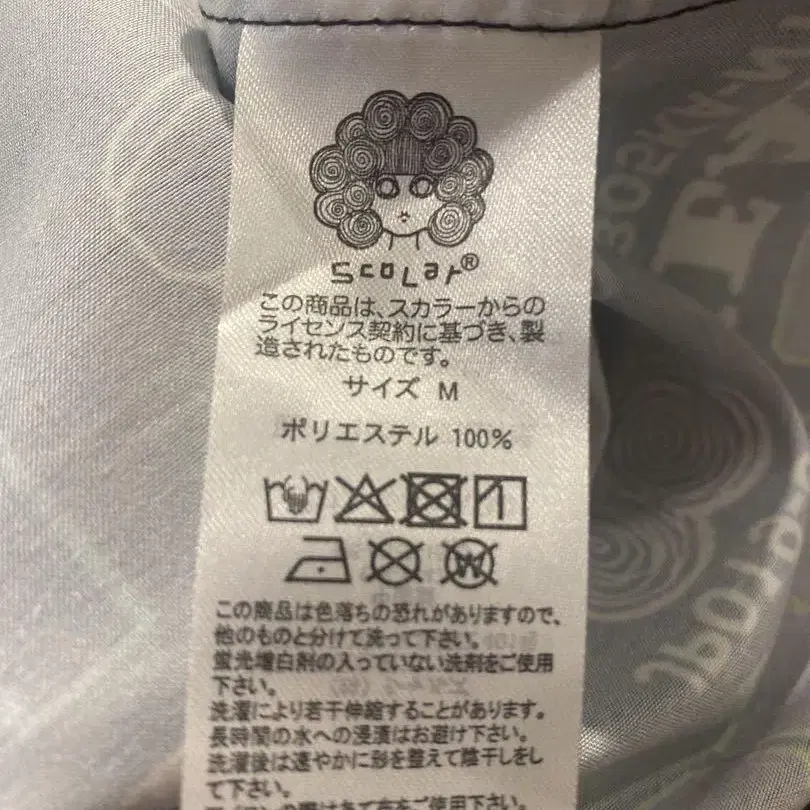 ScoLar®
この商品は、スカラーからの
ライセンス契約に基づき、製
造されたものです。
サイズ M
ポリエステル 100%
W
この商品は色落ちの恐れがありますので、
他のものと分けて洗って下さい。
蛍光増白剤の入っていない洗剤をご使用
下さい。
洗濯により若干伸縮することがあります。
長時間の水への浸漬はお避け下さい。
洗濯後は速やかに形を整えて陰干しをし
て下さい。